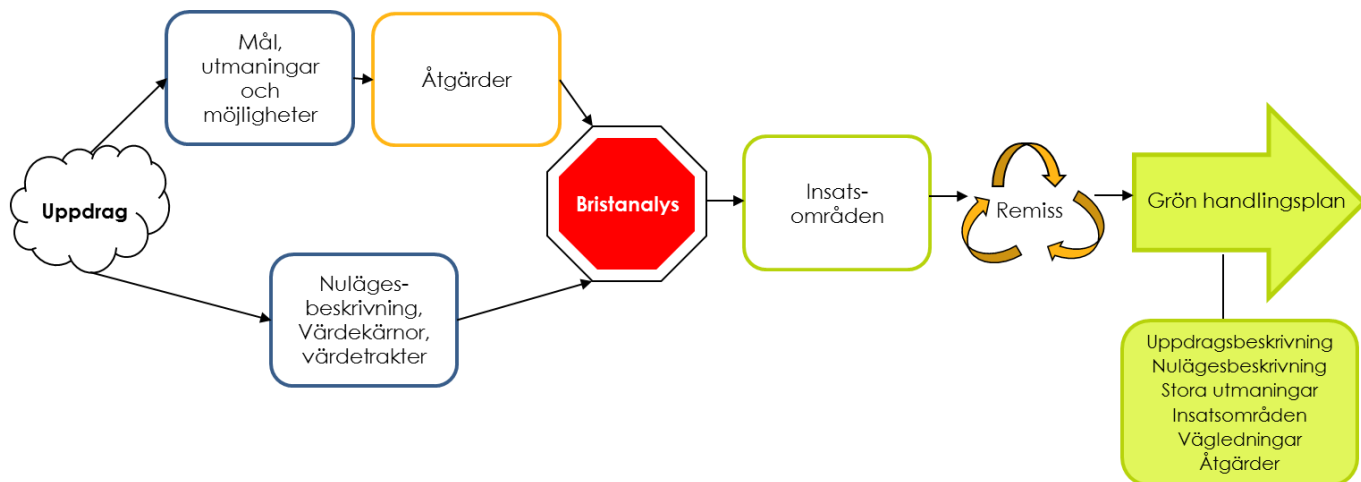 Mål,
utmaningar
och
möjligheter
Åtgärder
Uppdrag
Bristanalys
Insats-
områden
Remiss
Grön handlingsplan
Nuläges-
beskrivning,
Värdekärnor,
värdetrakter
Uppdragsbeskrivning
Nulägesbeskrivning
Stora utmaningar
Insatsområden
Vägledningar
Åtgärder